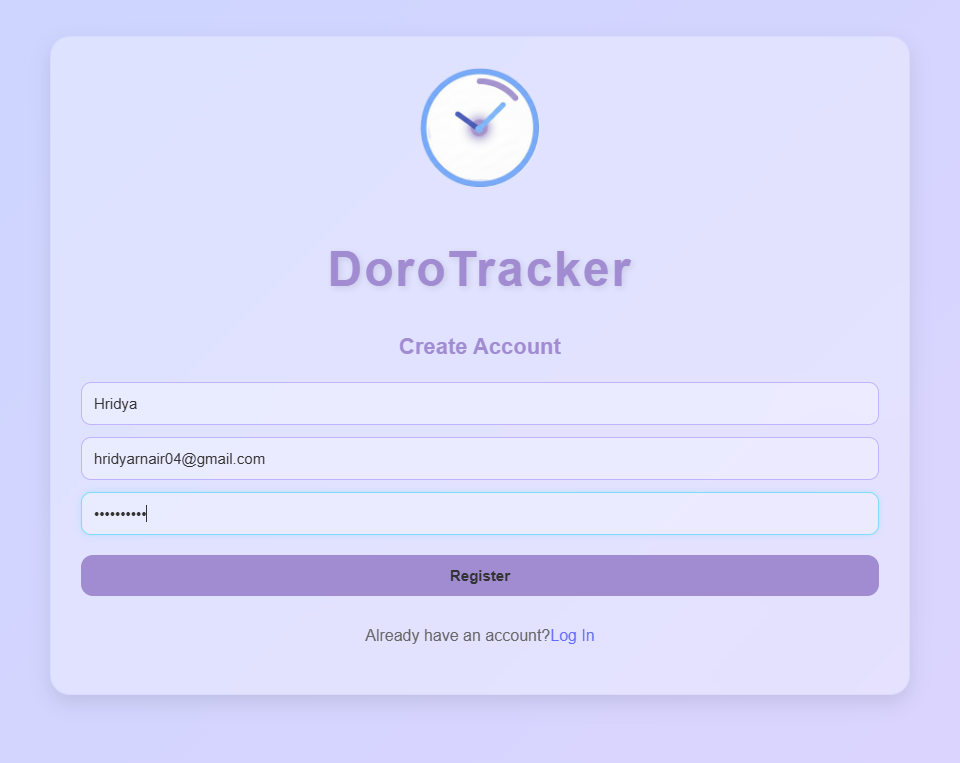 DoroTracker
Create Account
Hridya
hridyarnair04@gmail.com
••••••••••
Register
Already have an account?Log In